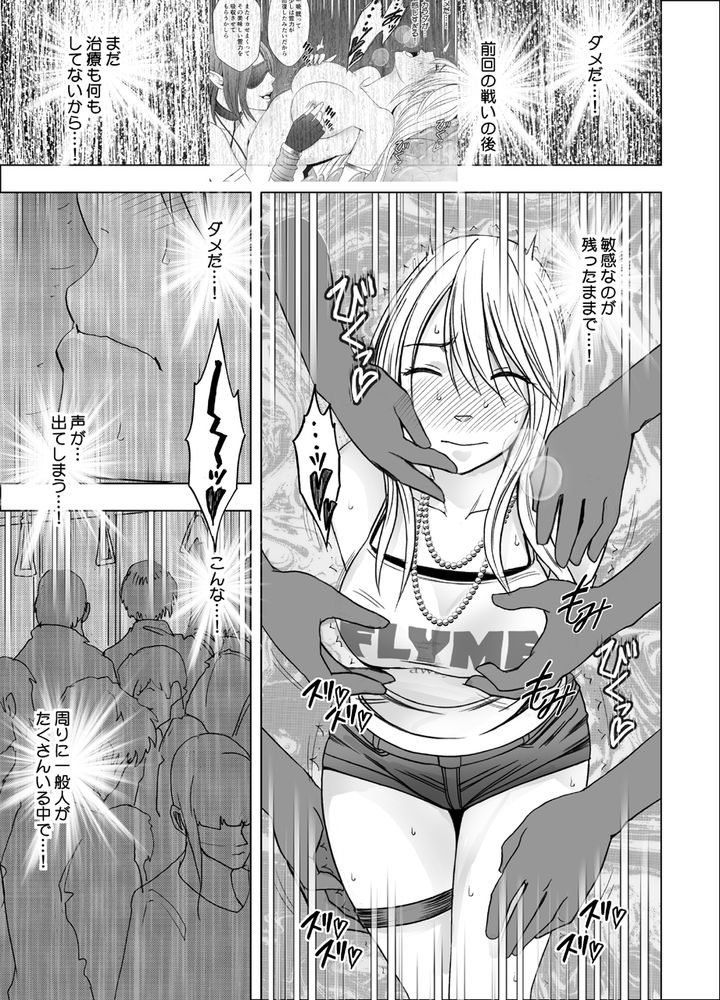 ダメだ…！
前回の戦いの後
まだ
治療も何も
してないから…！
敏感なのが
残ったままで…！
びくっ♡
もみ♡
びくっ♡
ズリ♡
ズリ♡
ズリ♡
ズリ♡
ズリ♡
ズリ♡
FLYME
ダメだ…！
声が…
出てしまう…！
こんな…！
周りに一般人が
たくさんいる中で…！